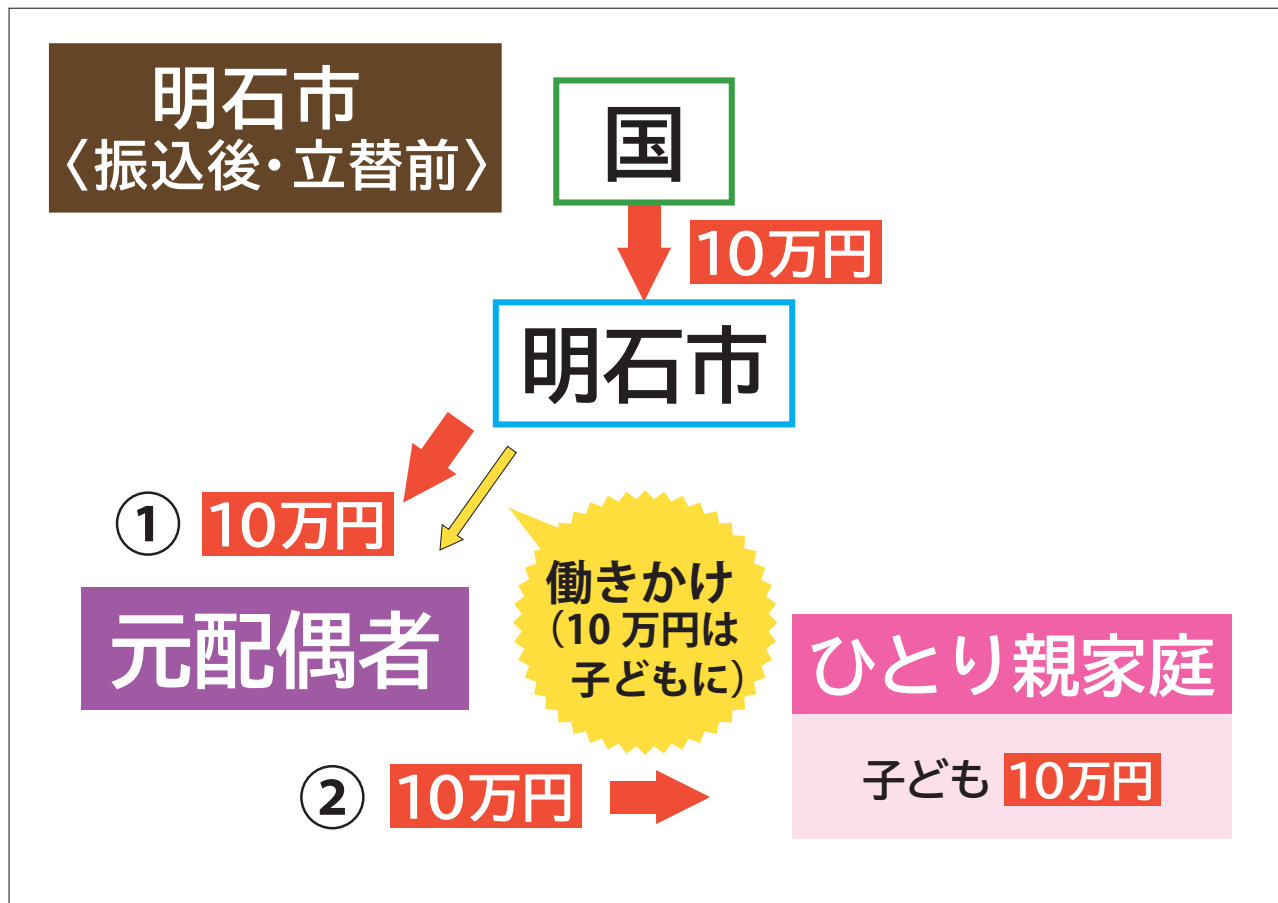 明石市
〈振込後・立替前〉
国
10万円
明石市
① 10万円
元配偶者
働きかけ
（10 万円は
子どもに）
② 10万円
ひとり親家庭
子ども 10万円